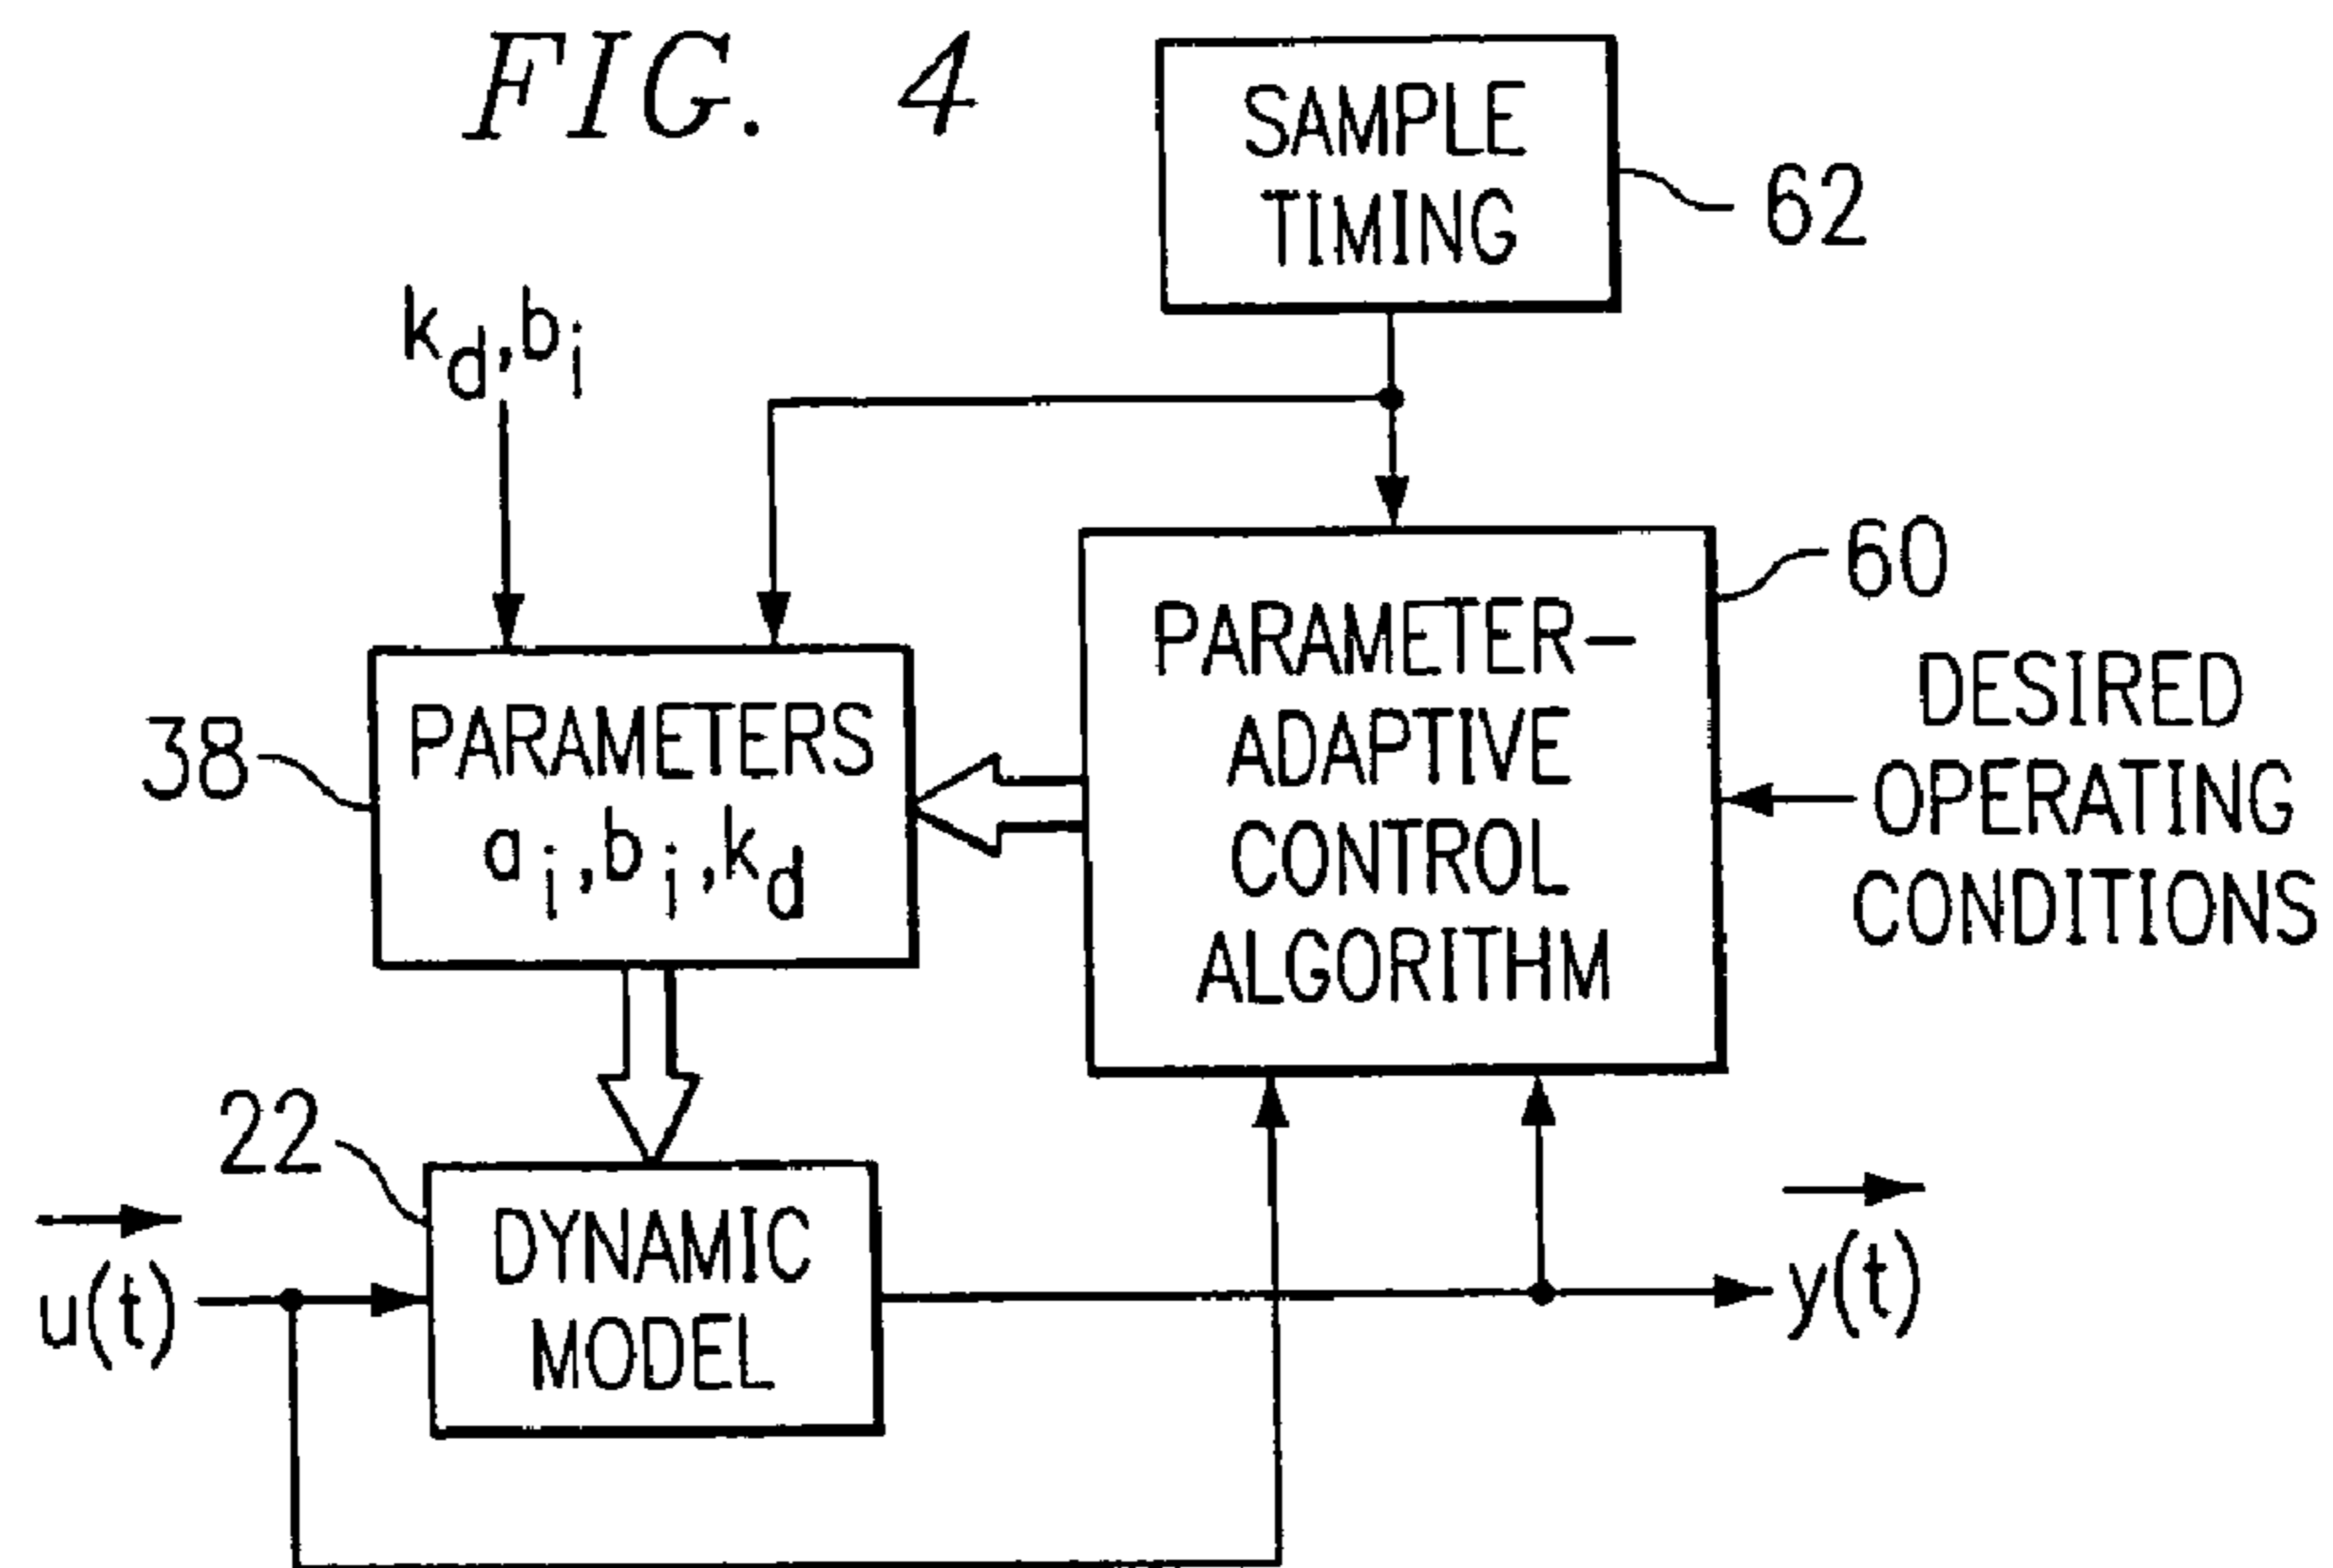 FIG. 4
SAMPLE
TIMING
62
k_d, b_i
60
PARAMETER-
ADAPTIVE
CONTROL
ALGORITHM
DESIRED
OPERATING
CONDITIONS
38
PARAMETERS
a_i, b_i, k_d
22
DYNAMIC
MODEL
u(t)
y(t)